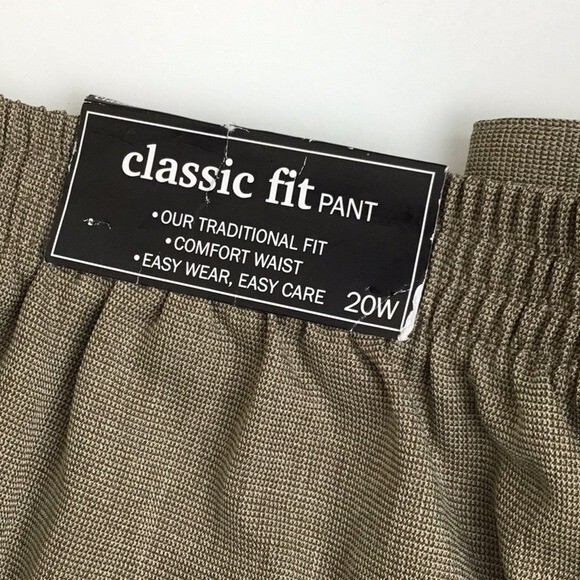 classic fit PANT
•OUR TRADITIONAL FIT
•COMFORT WAIST
•EASY WEAR, EASY CARE
20W